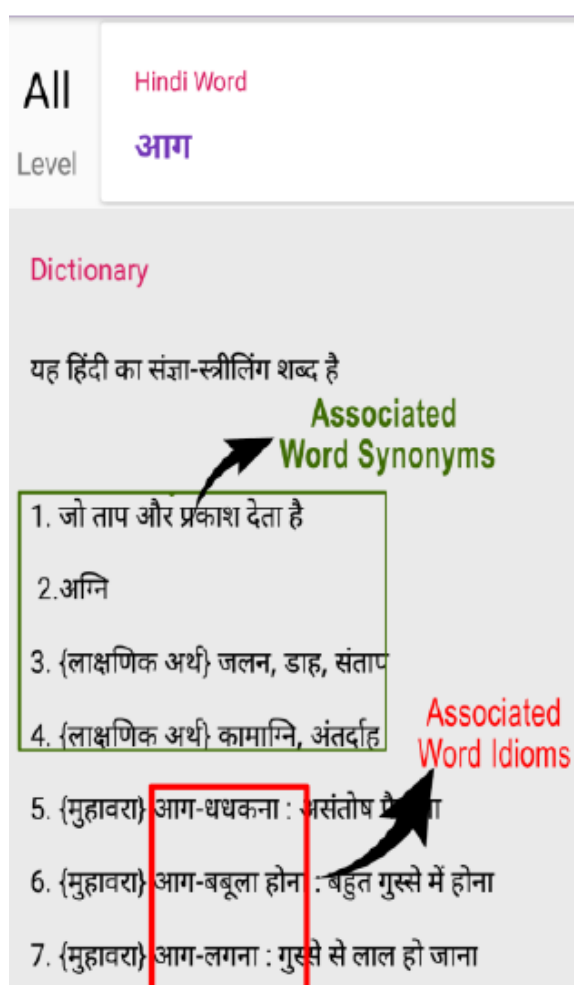 All
Level
Hindi Word
आग
Dictionary
यह हिंदी का संज्ञा-स्त्रीलिंग शब्द है
Associated
Word Synonyms
1. जो ताप और प्रकाश देता है
2.अग्नि
3. {लाक्षणिक अर्थ} जलन, डाह, संताप
4. {लाक्षणिक अर्थ} कामाग्नि, अंतर्दाह
Associated
Word Idioms
5. {मुहावरा} आग-धधकना : असंतोष
6. {मुहावरा} आग-बबूला होना : बहुत गुस्से में होना
7. {मुहावरा} आग-लगना : गुस्से से लाल हो जाना